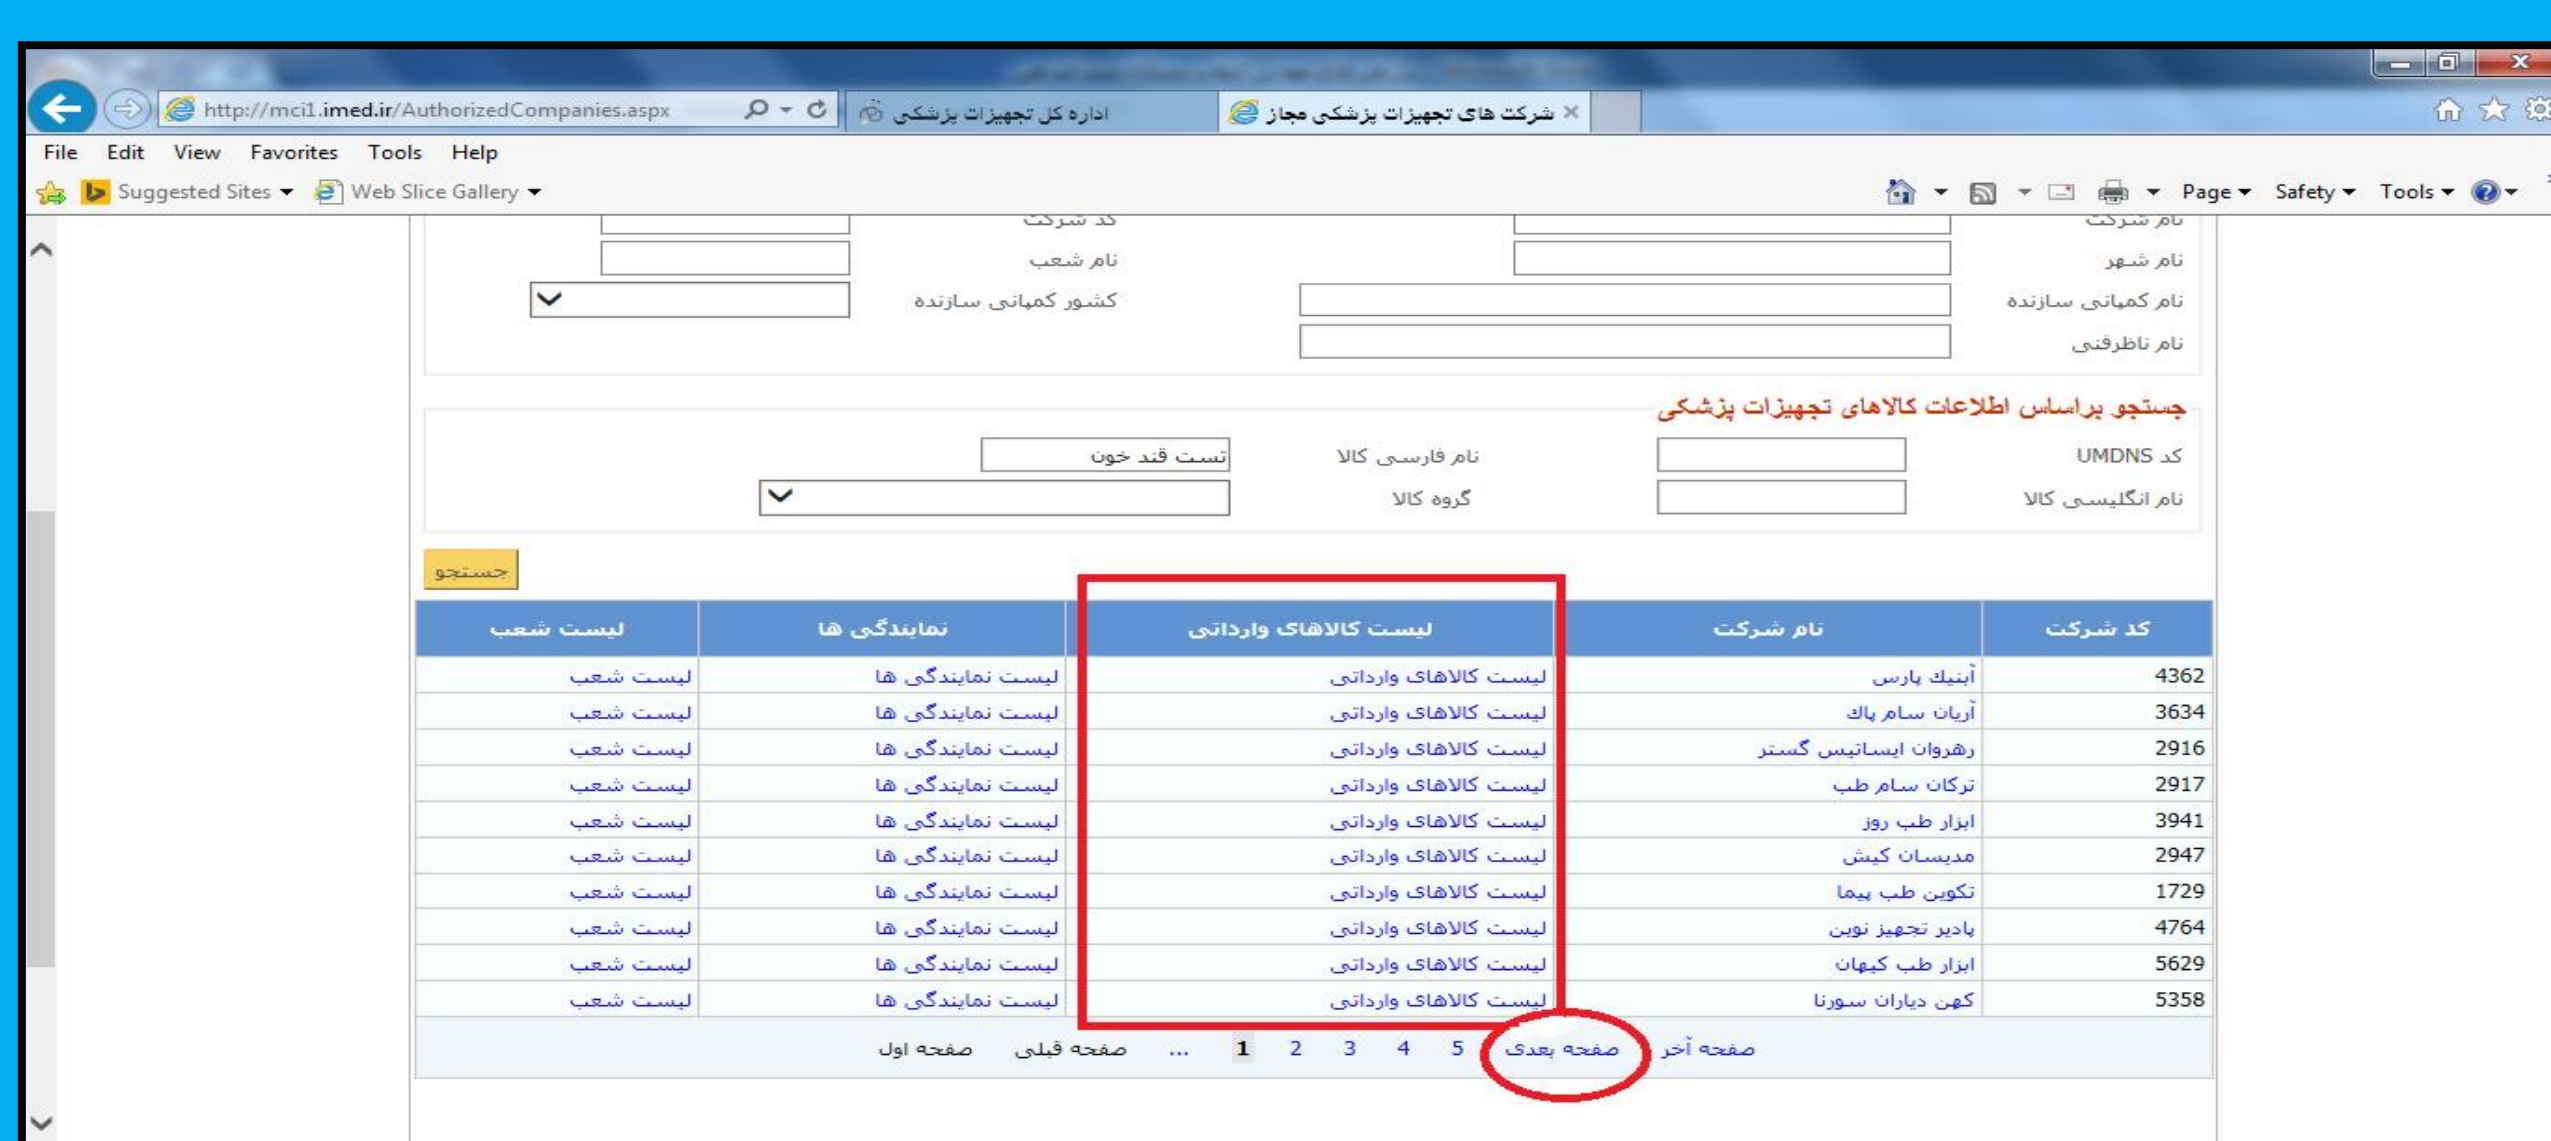 http://mci1.imed.ir/AuthorizedCompanies.aspx
اداره کل تجهیزات پزشکی
شرکت های تجهیزات پزشکی مجاز
File Edit View Favorites Tools Help
Suggested Sites Web Slice Gallery Page Safety Tools
نام شرکت کد شرکت
نام شهر نام شعب
نام کمپانی سازنده کشور کمپانی سازنده
نام ناظرفنی
جستجو براساس اطلاعات کالاهای تجهیزات پزشکی
کد UMDNS نام فارسی کالا تست قند خون
نام انگلیسی کالا گروه کالا
جستجو
کد شرکت نام شرکت لیست کالاهای وارداتی نمایندگی ها لیست شعب
4362 آبنیك پارس لیست کالاهای وارداتی لیست نمایندگی ها لیست شعب
3634 آریان سام پاك لیست کالاهای وارداتی لیست نمایندگی ها لیست شعب
2916 رهروان ایساتیس گستر لیست کالاهای وارداتی لیست نمایندگی ها لیست شعب
2917 ترکان سام طب لیست کالاهای وارداتی لیست نمایندگی ها لیست شعب
3941 ابزار طب روز لیست کالاهای وارداتی لیست نمایندگی ها لیست شعب
2947 مدیسان کیش لیست کالاهای وارداتی لیست نمایندگی ها لیست شعب
1729 تکوین طب پیما لیست کالاهای وارداتی لیست نمایندگی ها لیست شعب
4764 پادیر تجهیز نوین لیست کالاهای وارداتی لیست نمایندگی ها لیست شعب
5629 ابزار طب کیهان لیست کالاهای وارداتی لیست نمایندگی ها لیست شعب
5358 کهن دیاران سورنا لیست کالاهای وارداتی لیست نمایندگی ها لیست شعب
صفحه آخر صفحه بعدی 5 4 3 2 1 ... صفحه قبلی صفحه اول